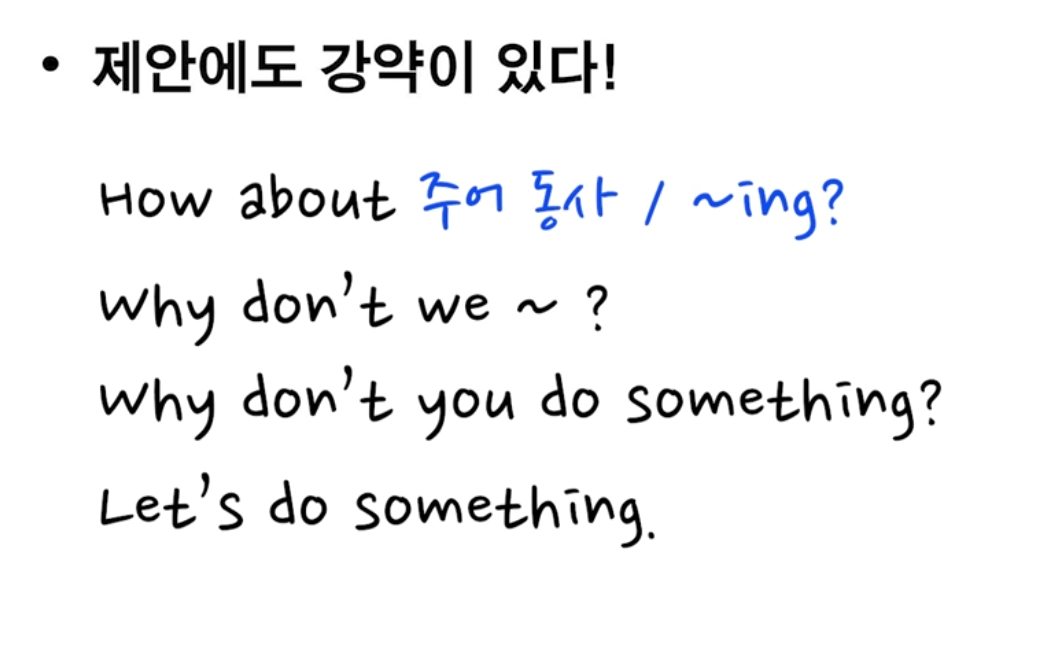 • 제안에도 강약이 있다!
How about 주어 동사 / ~ing?
Why don't we ~ ?
Why don't you do something?
Let's do something.